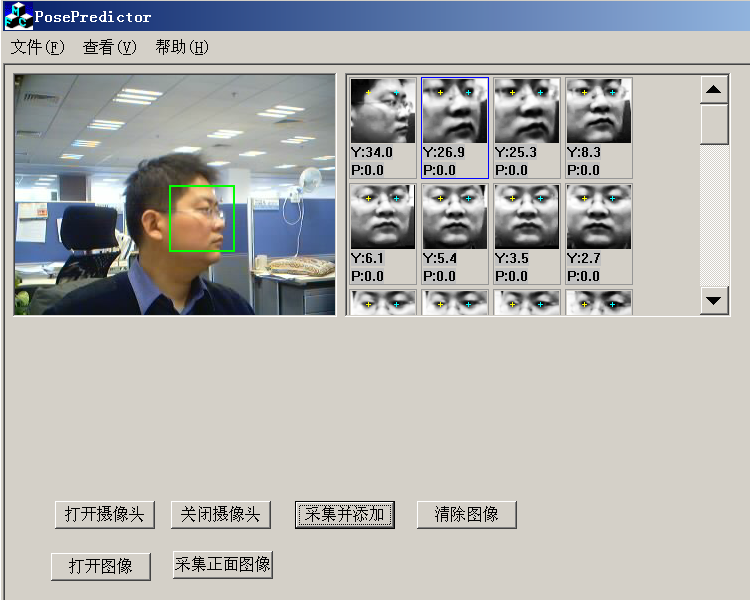 PosePredictor
文件(F) 查看(V) 帮助(H)
Y:34.0 Y:26.9 Y:25.3 Y:8.3
P:0.0 P:0.0 P:0.0 P:0.0
Y:6.1 Y:5.4 Y:3.5 Y:2.7
P:0.0 P:0.0 P:0.0 P:0.0
打开摄像头 关闭摄像头 采集并添加 清除图像
打开图像 采集正面图像